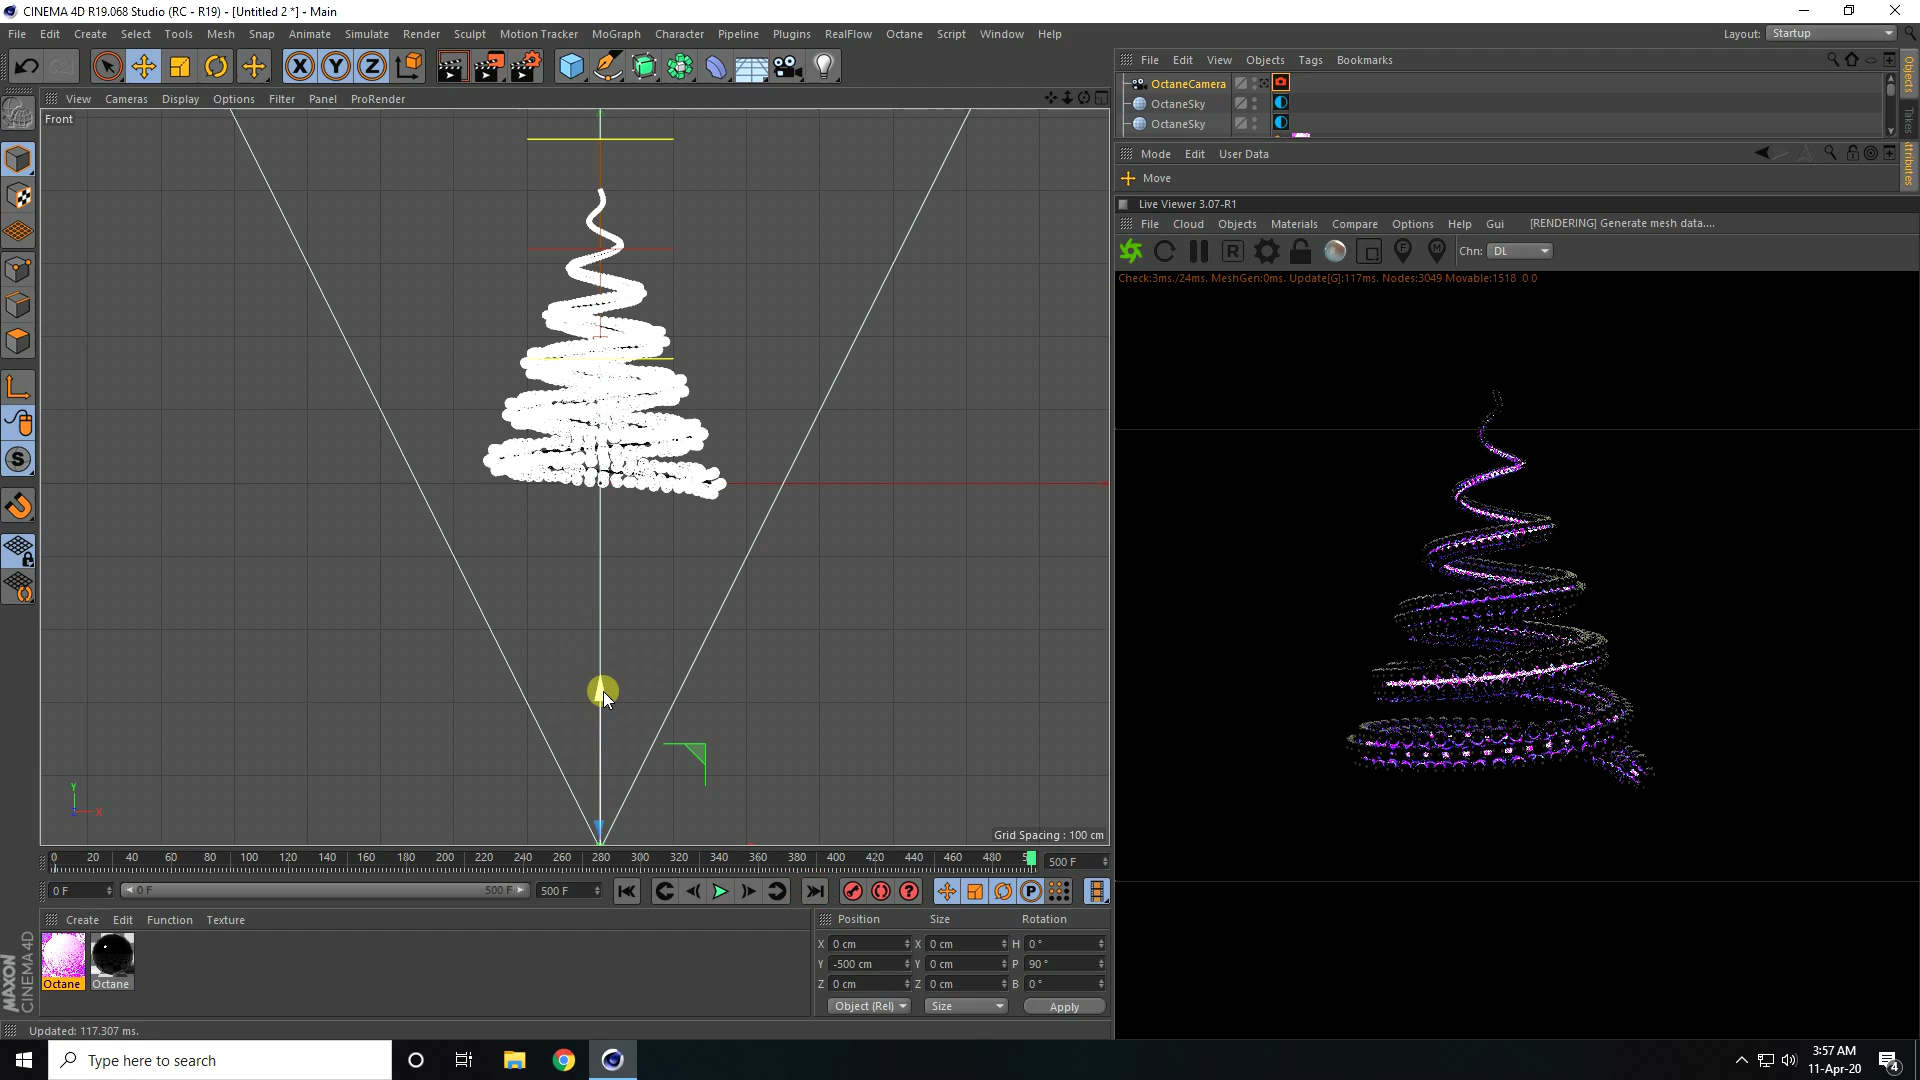 CINEMA 4D R19.068 Studio (RC - R19) - [Untitled 2 *] - Main
File Edit Create Select Tools Mesh Snap Animate Simulate Render Sculpt Motion Tracker MoGraph Character Pipeline Plugins RealFlow Octane Script Window Help
Layout: Startup
File Edit View Objects Tags Bookmarks
OctaneCamera
OctaneSky
OctaneSky
Objects
Takes
Mode Edit User Data
Move
View Cameras Display Options Filter Panel ProRender
Front
Live Viewer 3.07-R1
File Cloud Objects Materials Compare Options Help Gui [RENDERING] Generate mesh data....
Chn: DL
Check:3ms./24ms. MeshGen:0ms. Update[G]:117ms. Nodes:3049 Movable:1518 0 0
Y
X
Grid Spacing : 100 cm
0 20 40 60 80 100 120 140 160 180 200 220 240 260 280 300 320 340 360 380 400 420 440 460 480
500 F
0 F
0 F
500 F
500 F
Create Edit Function Texture
Octane
Octane
Position Size Rotation
X 0 cm X 0 cm H 0 °
Y -500 cm Y 0 cm P 90 °
Z 0 cm Z 0 cm B 0 °
Object (Rel) Size Apply
MAXON
CINEMA 4D
Updated: 117.307 ms.
Type here to search
3:57 AM
11-Apr-20
4